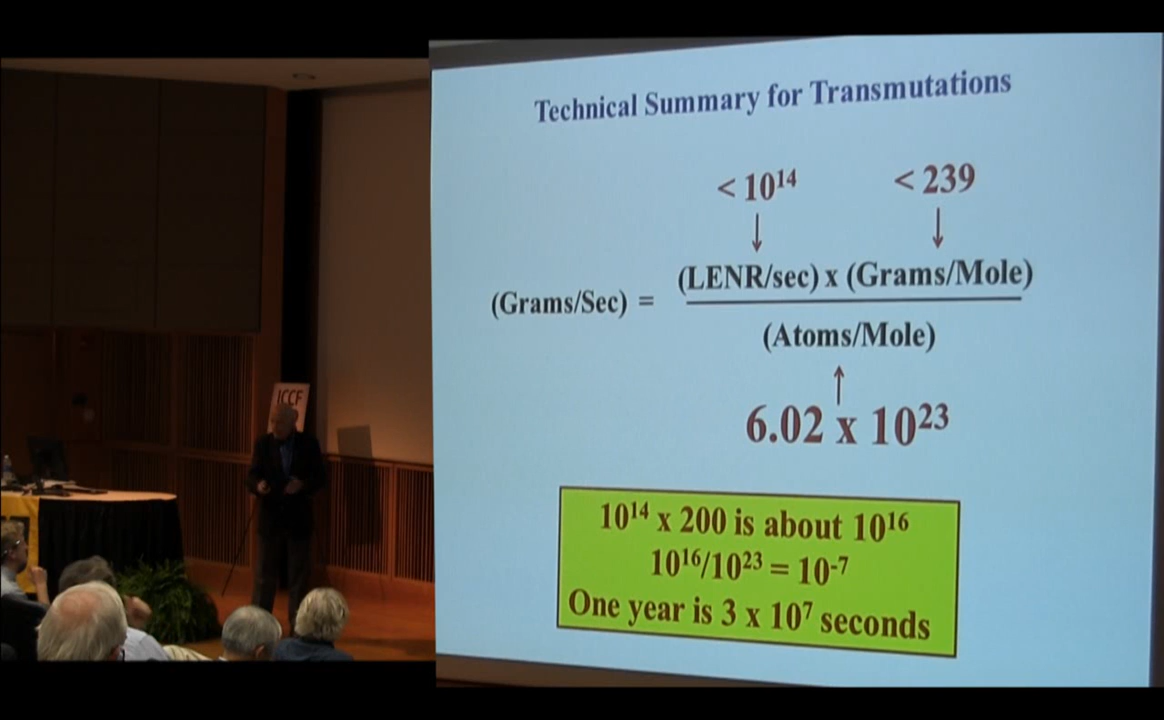 Technical Summary for Transmutations
< 10¹⁴ < 239
↓ ↓
(Grams/Sec) = (LENR/sec) x (Grams/Mole)
(Atoms/Mole)
↑
6.02 x 10²³
10¹⁴ x 200 is about 10¹⁶
10¹⁶/10²³ = 10⁻⁷
One year is 3 x 10⁷ seconds
ICCF